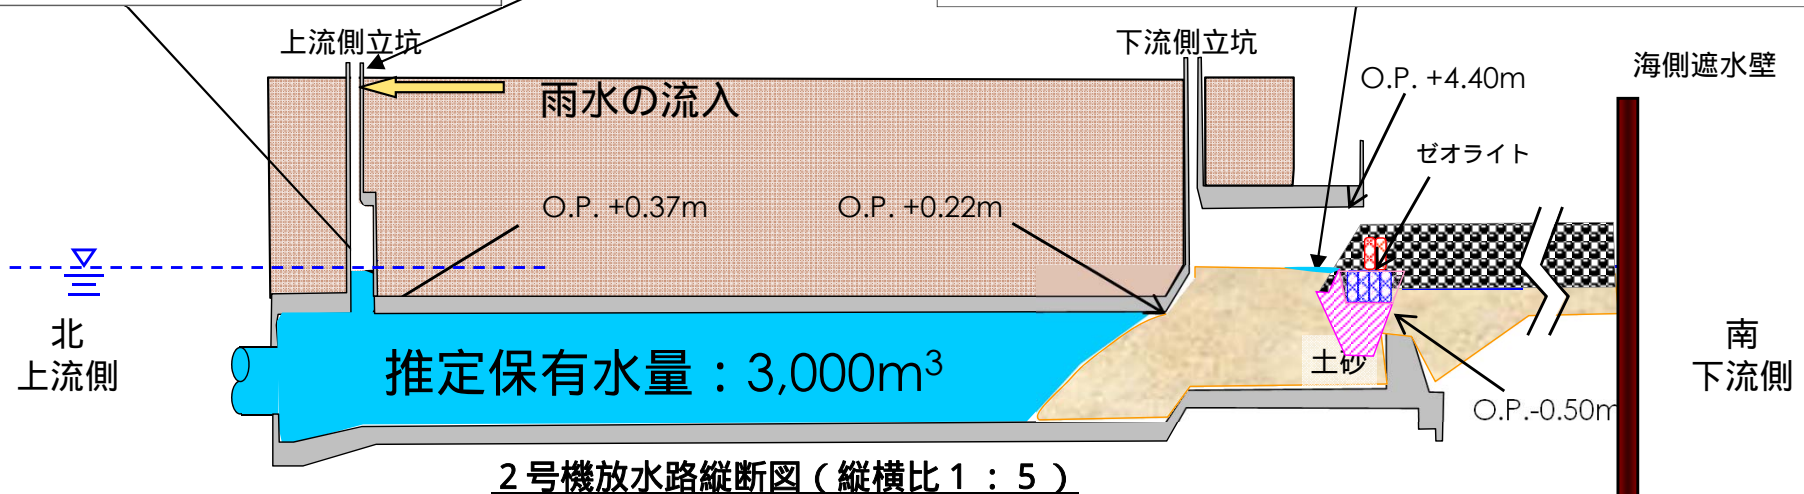 上流側立坑
下流側立坑
海側遮水壁
O.P. +4.40m
雨水の流入
ゼオライト
O.P. +0.37m
O.P. +0.22m
北
上流側
推定保有水量：3,000m³
土砂
南
下流側
O.P.-0.50m
２号機放水路縦断図（縦横比１：５）